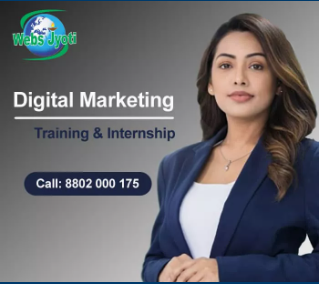 Webs Jyoti
Digital Marketing
Training & Internship
Call: 8802 000 175